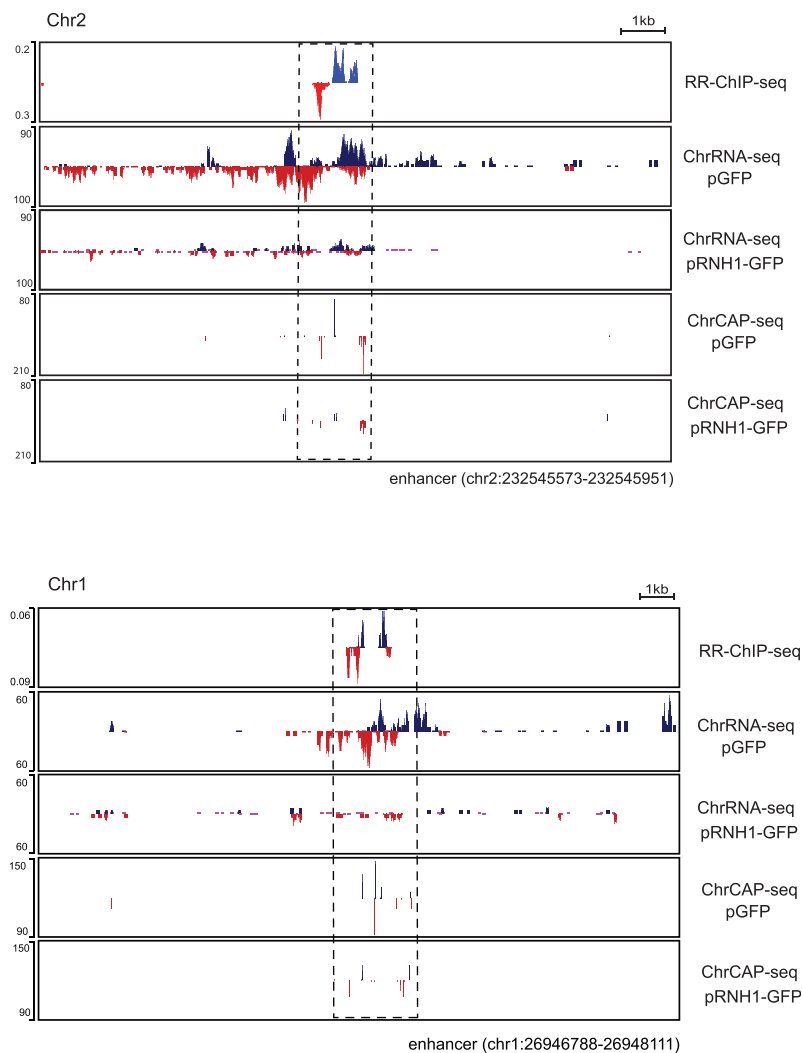 Chr2
1kb
0.2
0.3
RR-ChIP-seq
90
100
ChrRNA-seq
pGFP
90
100
ChrRNA-seq
pRNH1-GFP
80
210
ChrCAP-seq
pGFP
80
210
ChrCAP-seq
pRNH1-GFP
enhancer (chr2:232545573-232545951)
Chr1
1kb
0.06
0.09
RR-ChIP-seq
60
60
ChrRNA-seq
pGFP
60
60
ChrRNA-seq
pRNH1-GFP
150
90
ChrCAP-seq
pGFP
150
90
ChrCAP-seq
pRNH1-GFP
enhancer (chr1:26946788-26948111)